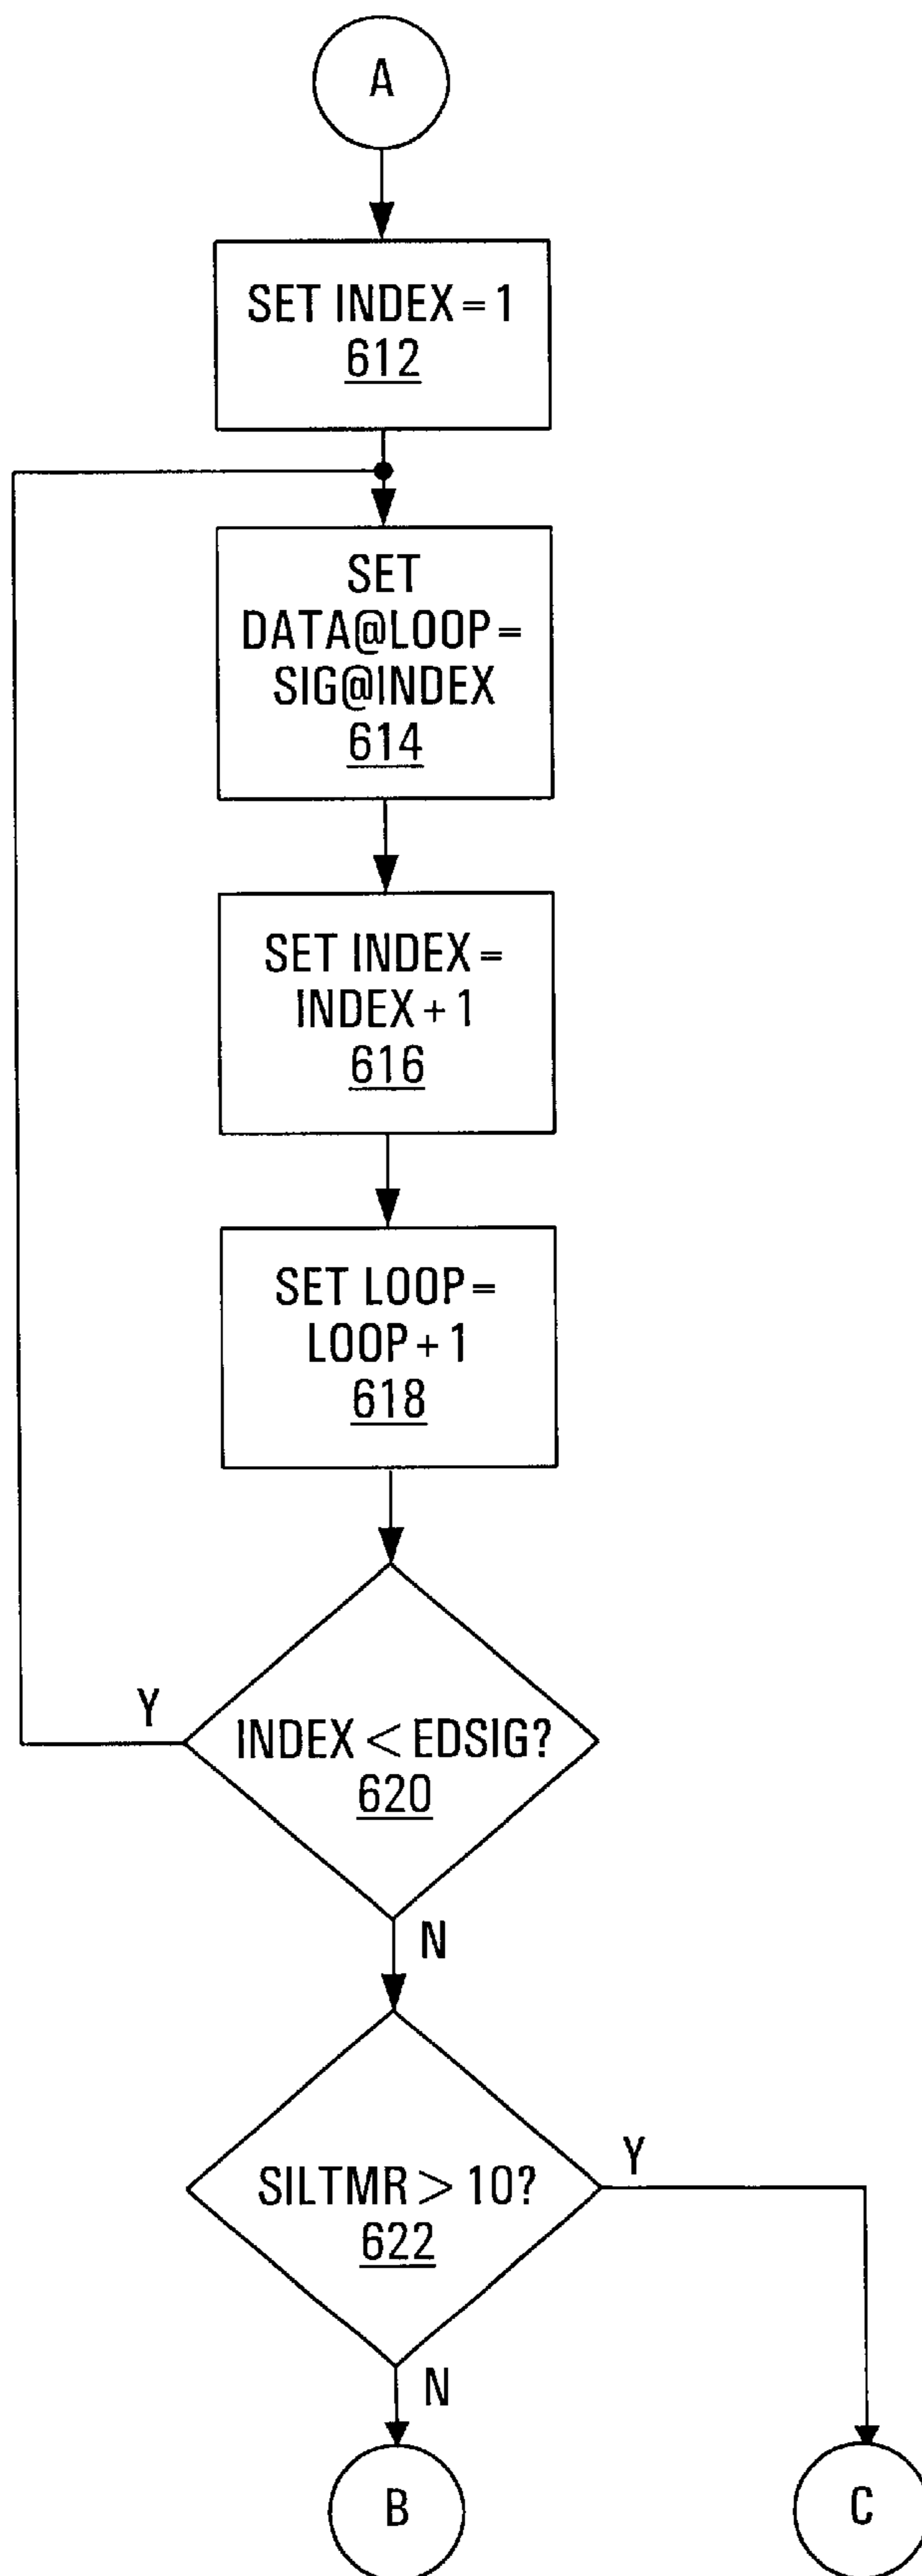 A
SET INDEX = 1
612
SET
DATA@LOOP =
SIG@INDEX
614
SET INDEX =
INDEX + 1
616
SET LOOP =
LOOP + 1
618
Y
INDEX < EDSIG?
620
N
Y
SILTMR > 10?
622
N
B
C